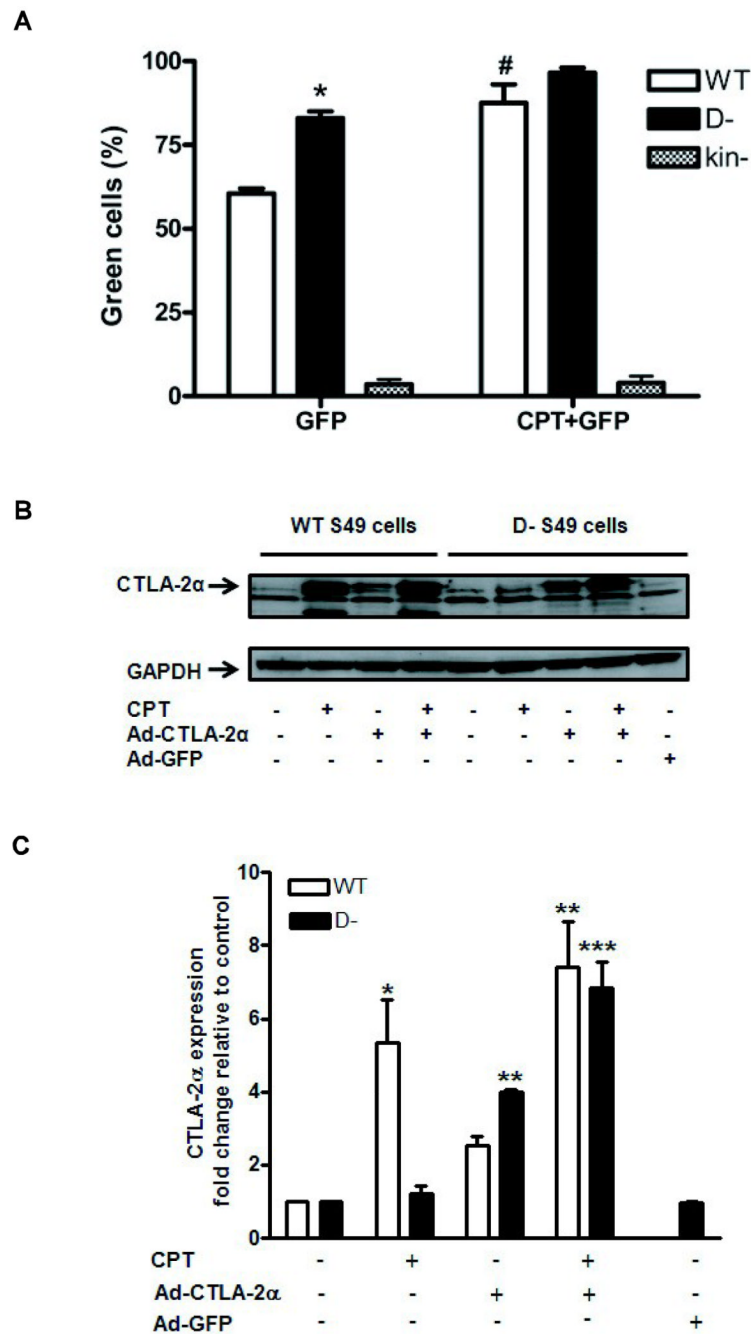 A
Green cells (%)
100
75
50
25
0
*
#
WT
D-
kin-
GFP
CPT+GFP
B
WT S49 cells
D- S49 cells
CTLA-2α
GAPDH
CPT - + - + - + - + -
Ad-CTLA-2α - - + + - - + + -
Ad-GFP - - - - - - - - +
C
CTLA-2α expression
fold change relative to control
10
8
6
4
2
0
WT
D-
*
**
**
***
CPT - + - + -
Ad-CTLA-2α - - + + -
Ad-GFP - - - - +